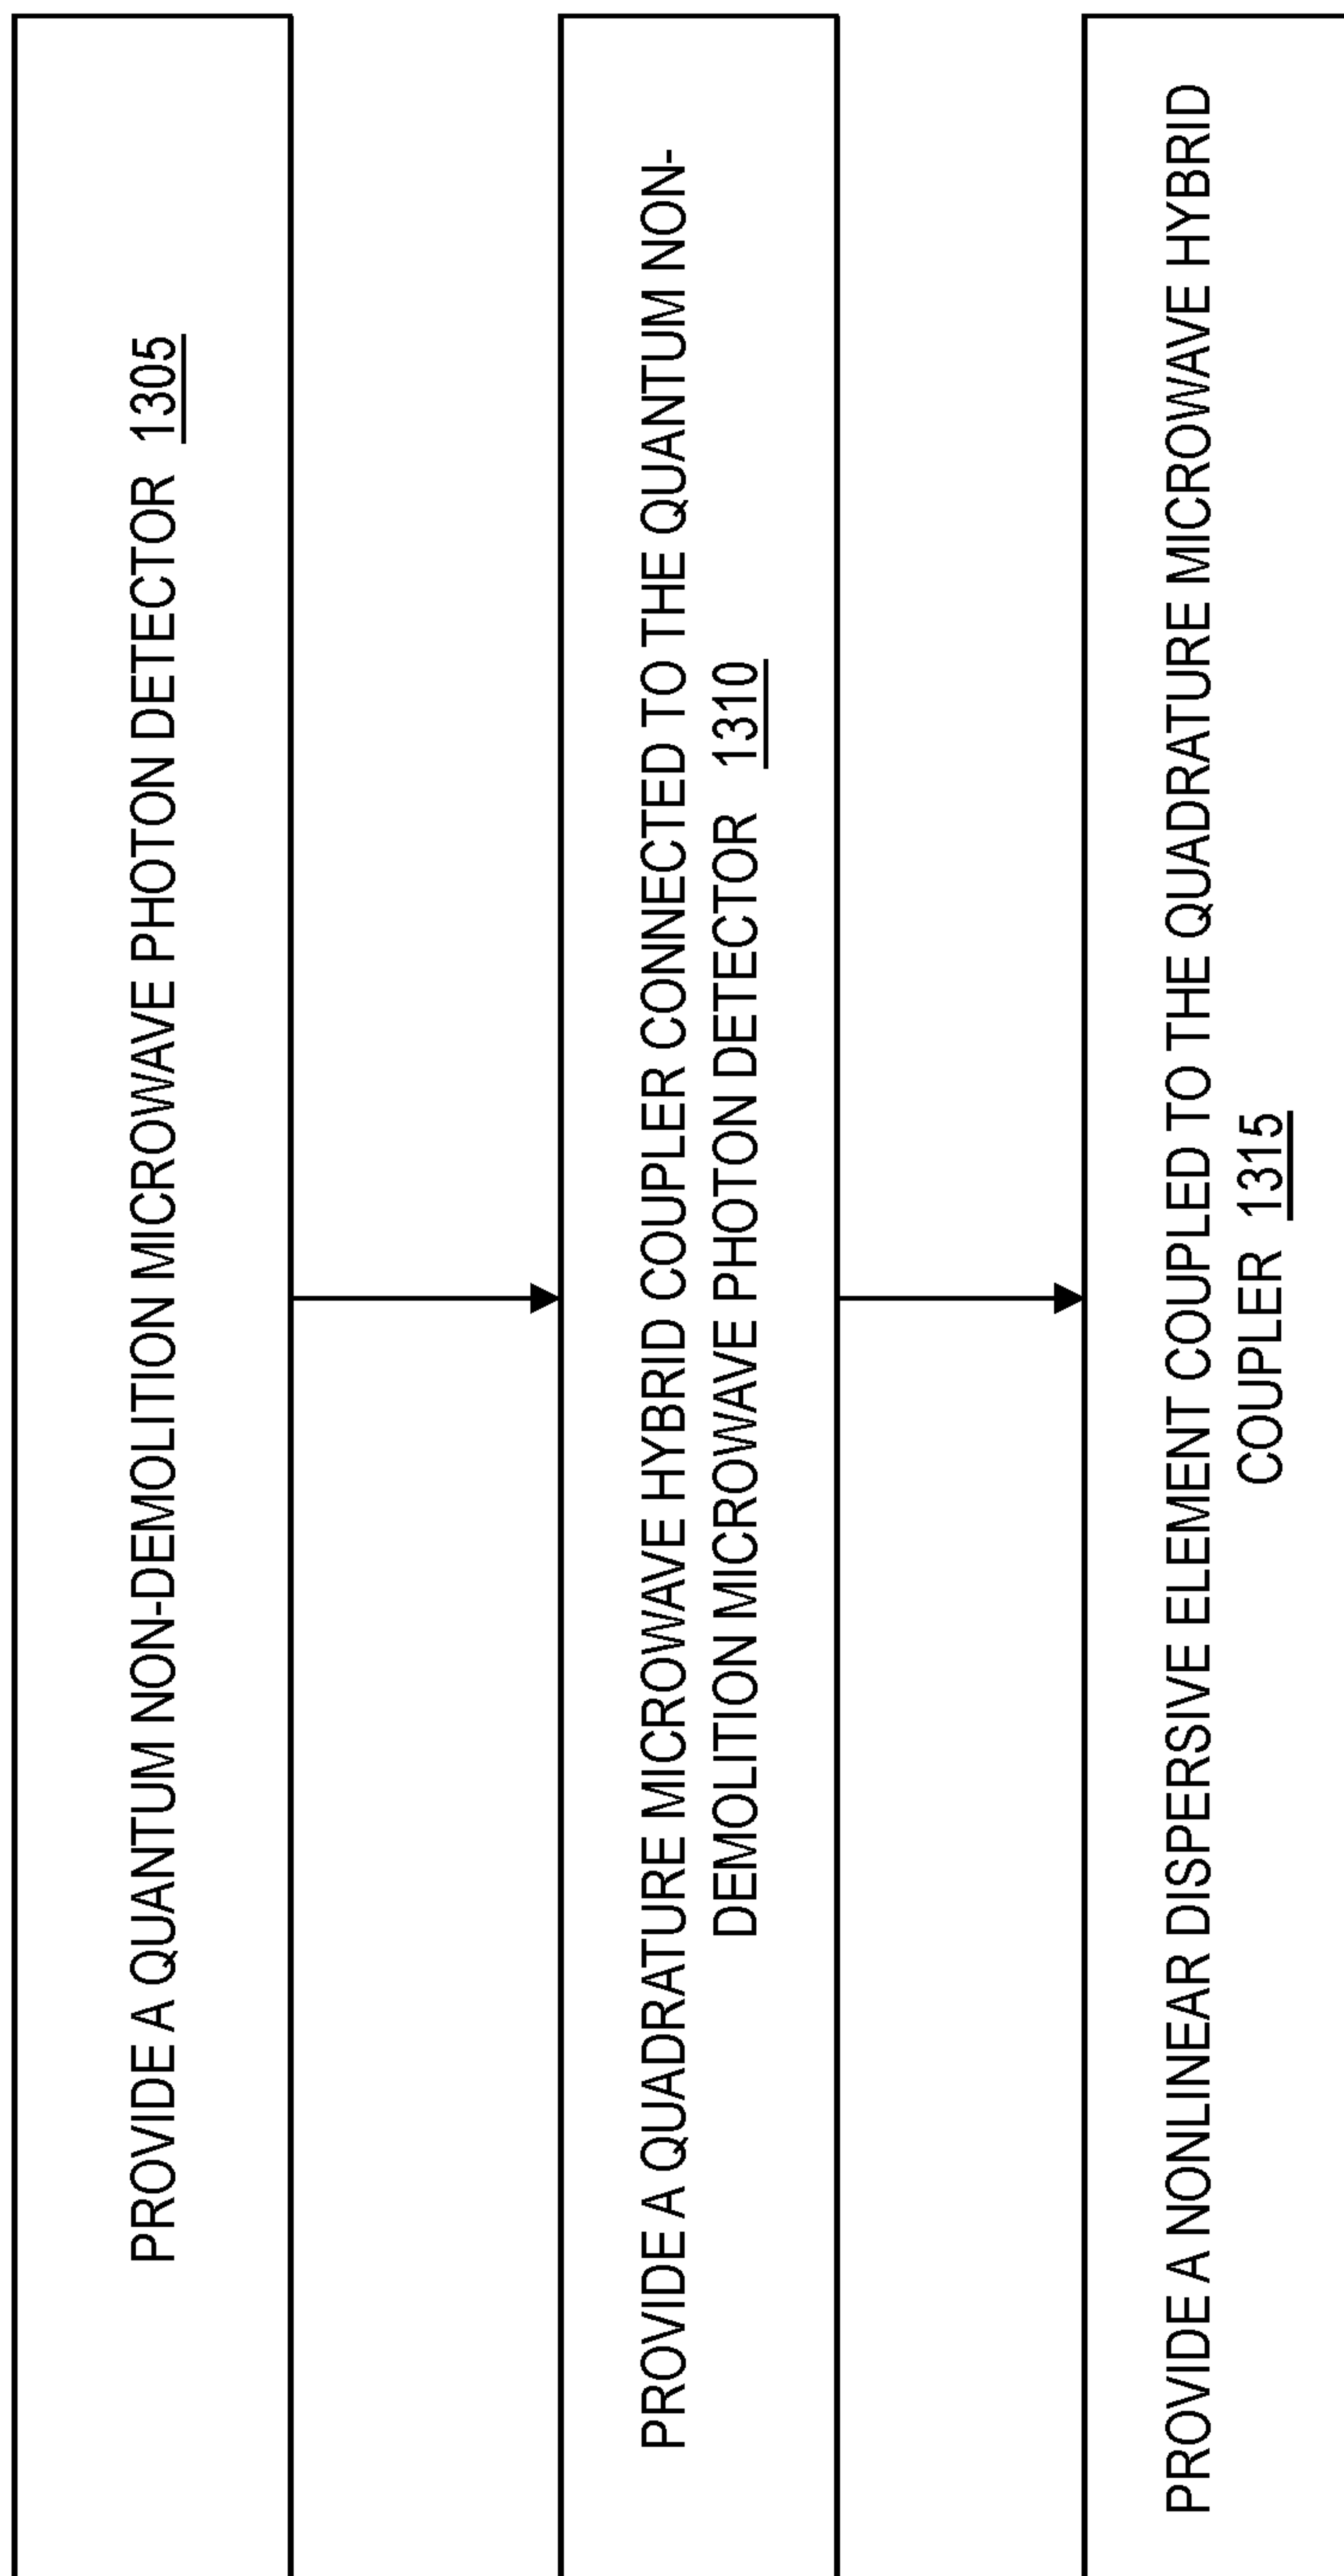 PROVIDE A QUANTUM NON-DEMOLITION MICROWAVE PHOTON DETECTOR 1305
PROVIDE A QUADRATURE MICROWAVE HYBRID COUPLER CONNECTED TO THE QUANTUM NON-
DEMOLITION MICROWAVE PHOTON DETECTOR 1310
PROVIDE A NONLINEAR DISPERSIVE ELEMENT COUPLED TO THE QUADRATURE MICROWAVE HYBRID
COUPLER 1315